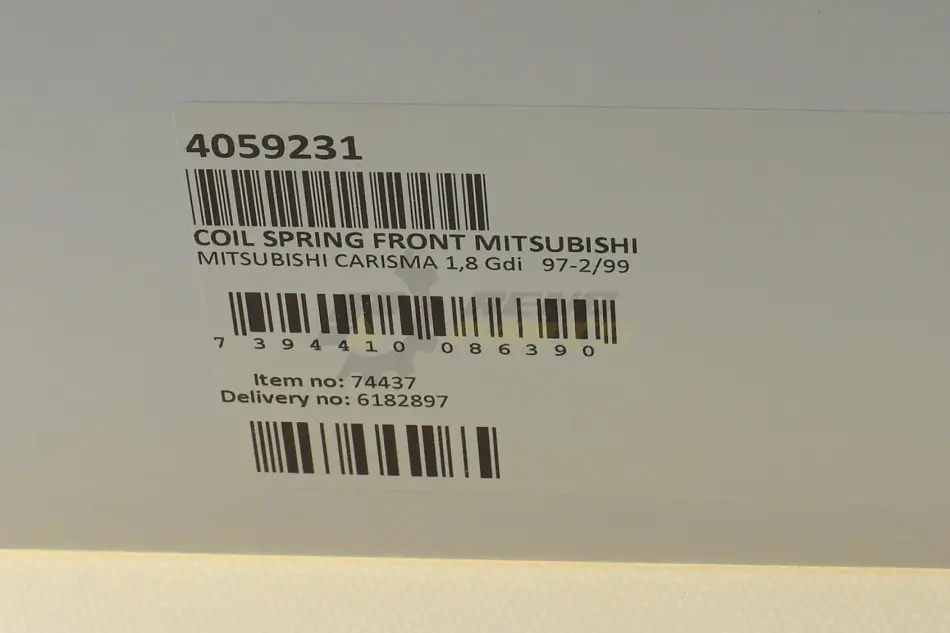 4059231
COIL SPRING FRONT MITSUBISHI
MITSUBISHI CARISMA 1,8 Gdi 97-2/99
7 394410 086390
Item no: 74437
Delivery no: 6182897